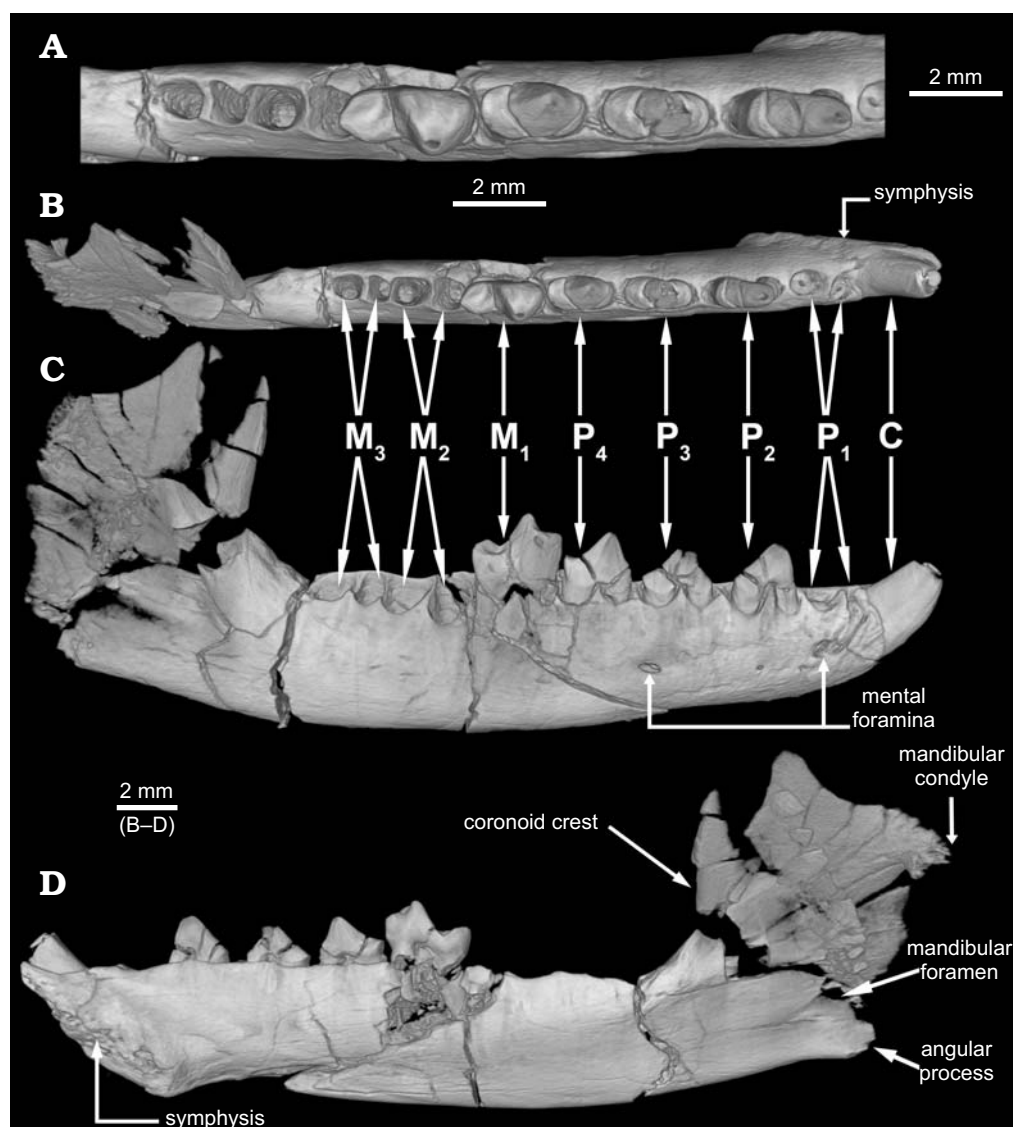 A
2 mm
2 mm
B
symphysis
C
M3 M2 M1 P4 P3 P2 P1 C
mental
foramina
mandibular
condyle
2 mm
(B–D)
coronoid crest
D
mandibular
foramen
angular
process
symphysis